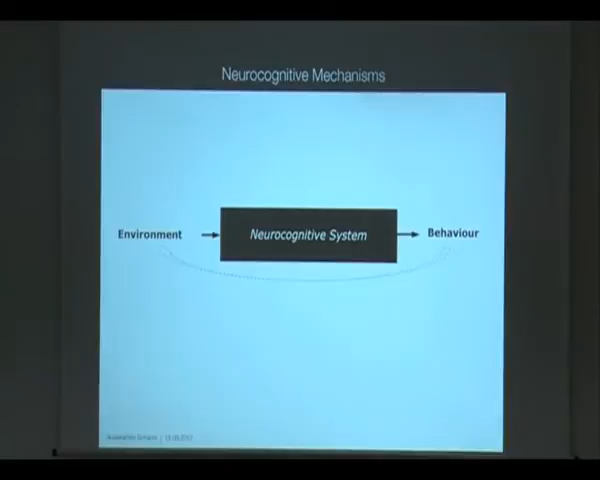 Neurocognitive Mechanisms
Environment
Neurocognitive System
Behaviour